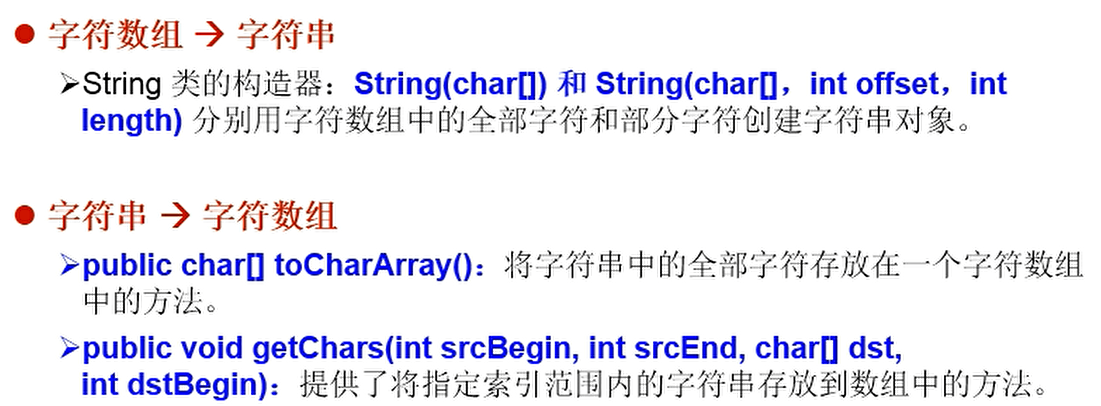 ● 字符数组 → 字符串
➢String 类的构造器：String(char[]) 和 String(char[]，int offset，int
length) 分别用字符数组中的全部字符和部分字符创建字符串对象。
● 字符串 → 字符数组
➢public char[] toCharArray()：将字符串中的全部字符存放在一个字符数组
中的方法。
➢public void getChars(int srcBegin, int srcEnd, char[] dst,
int dstBegin)：提供了将指定索引范围内的字符串存放到数组中的方法。